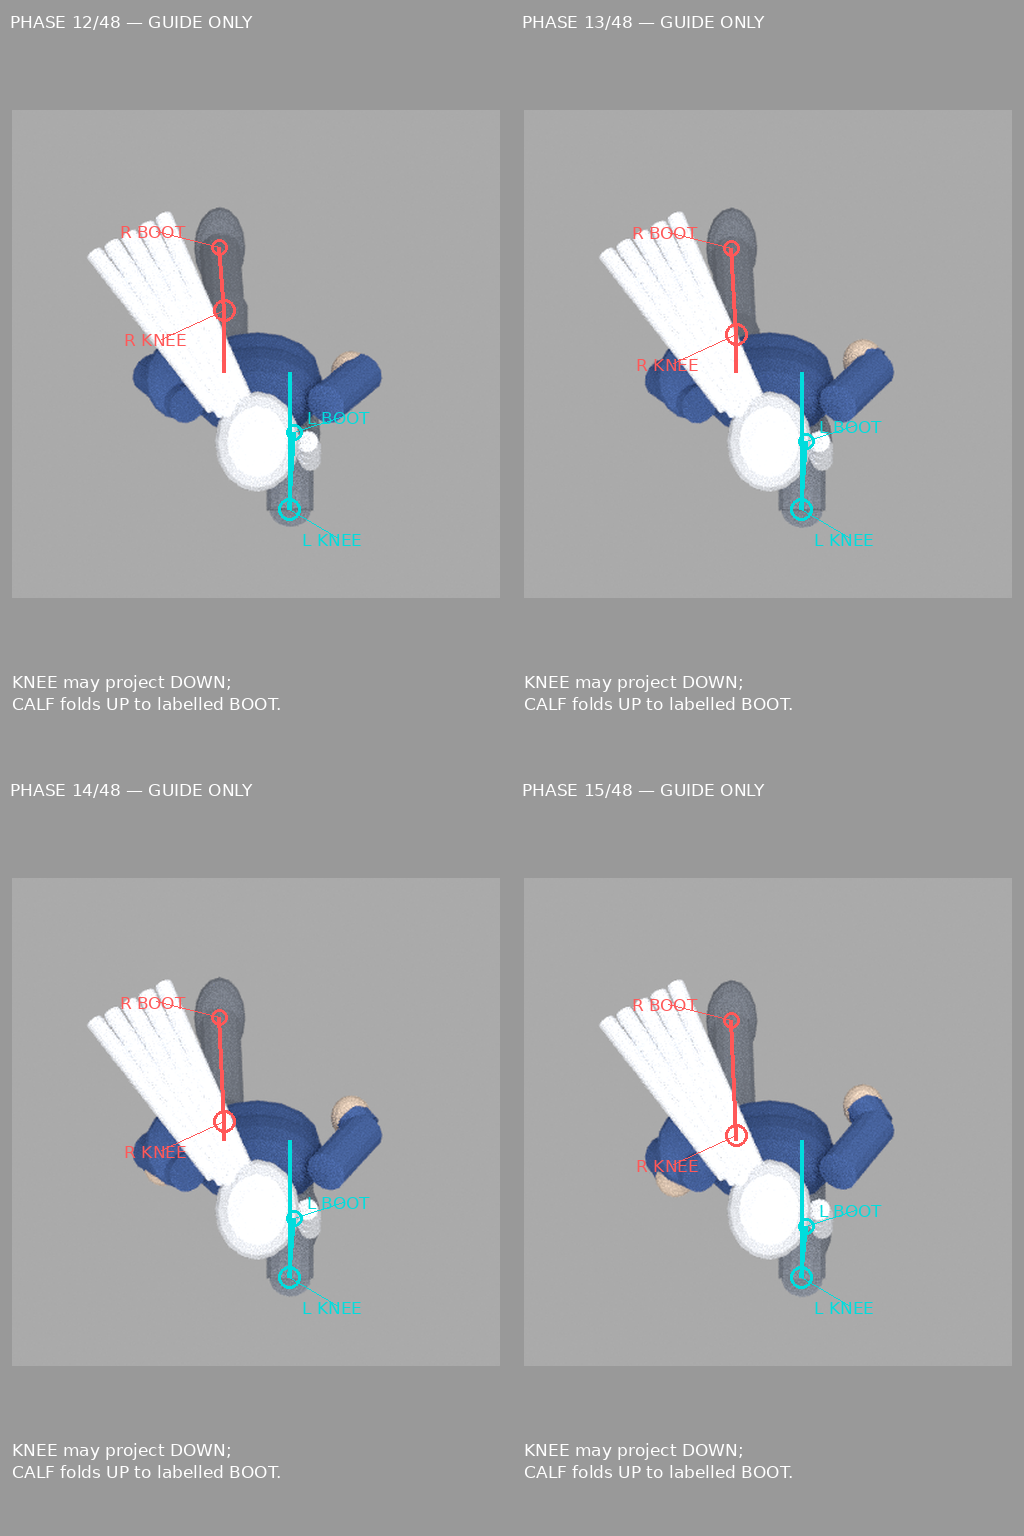 PHASE 12/48 — GUIDE ONLY
R BOOT
R KNEE
L BOOT
L KNEE
KNEE may project DOWN;
CALF folds UP to labelled BOOT.
PHASE 13/48 — GUIDE ONLY
R BOOT
R KNEE
L BOOT
L KNEE
KNEE may project DOWN;
CALF folds UP to labelled BOOT.
PHASE 14/48 — GUIDE ONLY
R BOOT
R KNEE
L BOOT
L KNEE
KNEE may project DOWN;
CALF folds UP to labelled BOOT.
PHASE 15/48 — GUIDE ONLY
R BOOT
R KNEE
L BOOT
L KNEE
KNEE may project DOWN;
CALF folds UP to labelled BOOT.